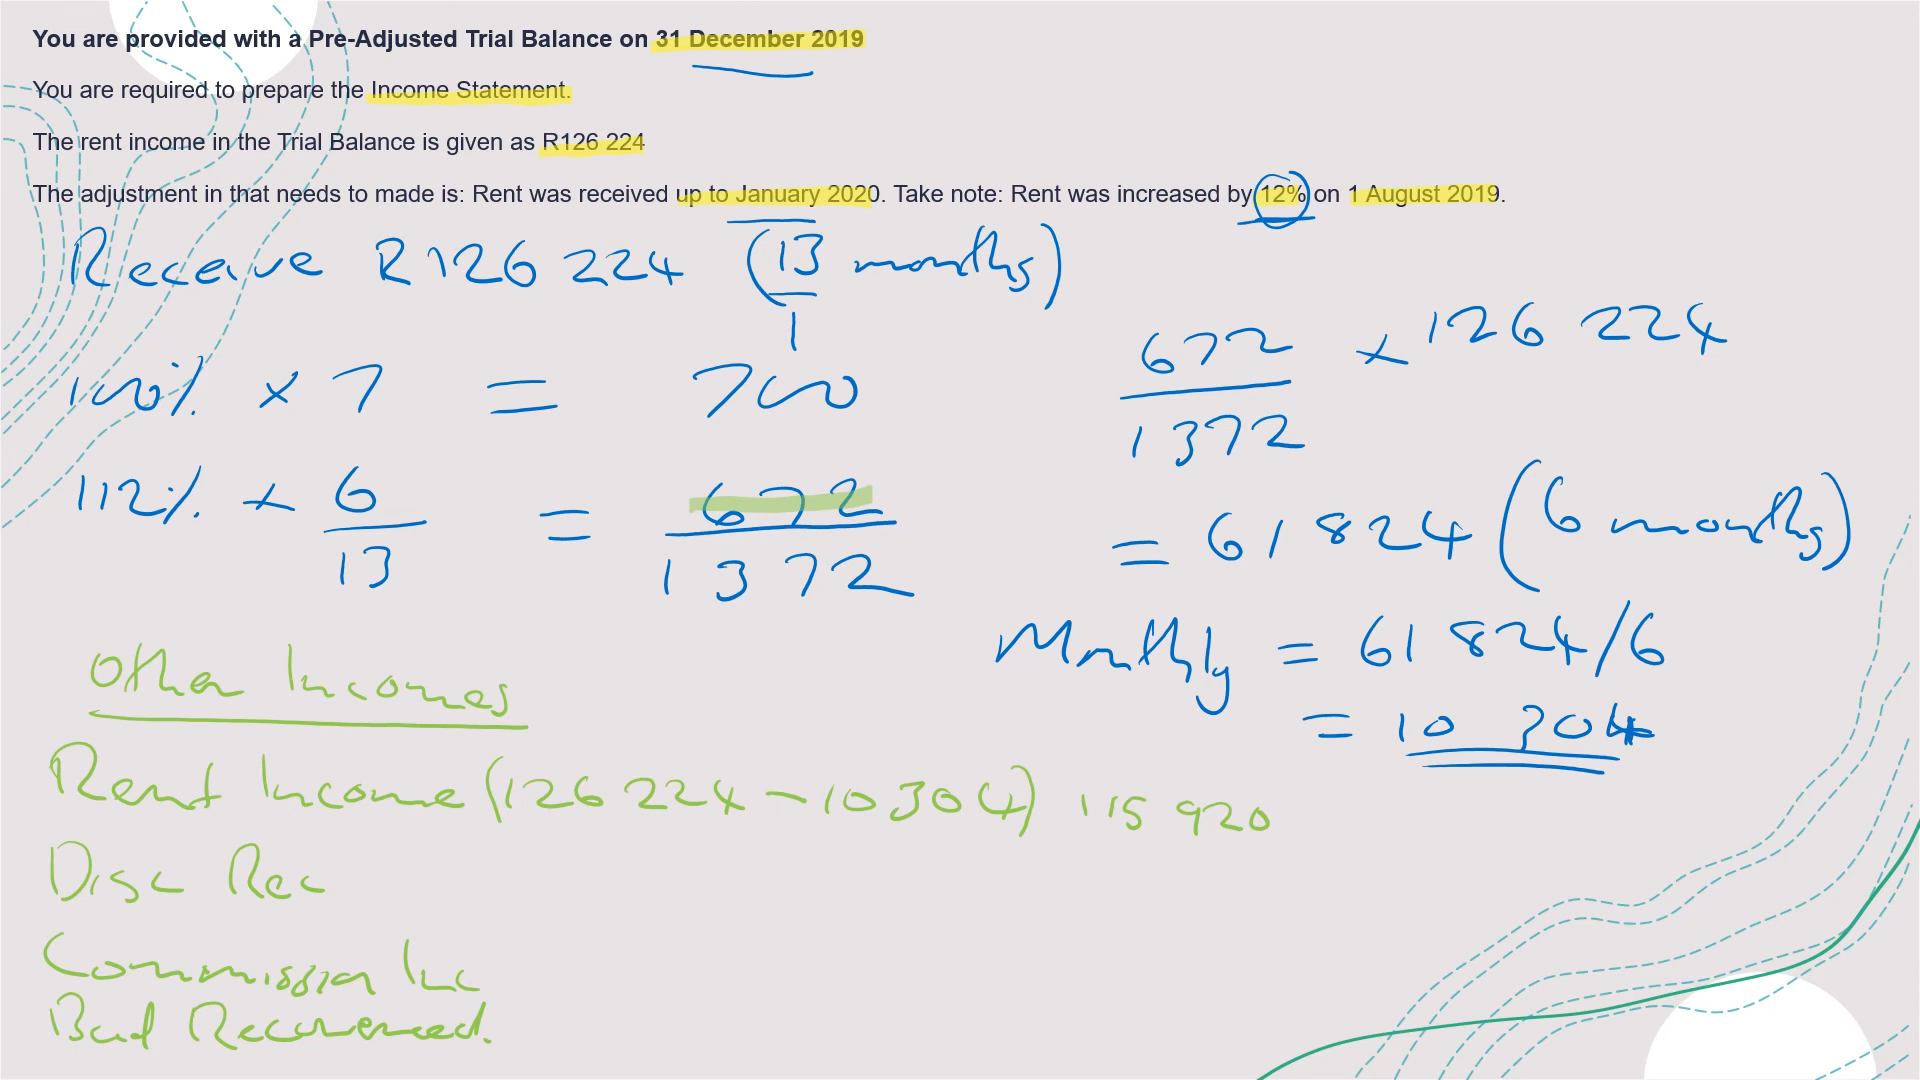 You are provided with a Pre-Adjusted Trial Balance on 31 December 2019
You are required to prepare the Income Statement.
The rent income in the Trial Balance is given as R126 224
The adjustment in that needs to made is: Rent was received up to January 2020. Take note: Rent was increased by 12% on 1 August 2019.
Receive R126 224 (13 months)
100% × 7 = 700
112% × 6 = 672
13 1372
672 × 126 224
1372
= 61 824 (6 months)
Monthly = 61 824/6
= 10 304
Other Incomes
Rent Income (126 224 - 10 304) 115 920
Disc Rec
Commission Inc
Bad Recovered.